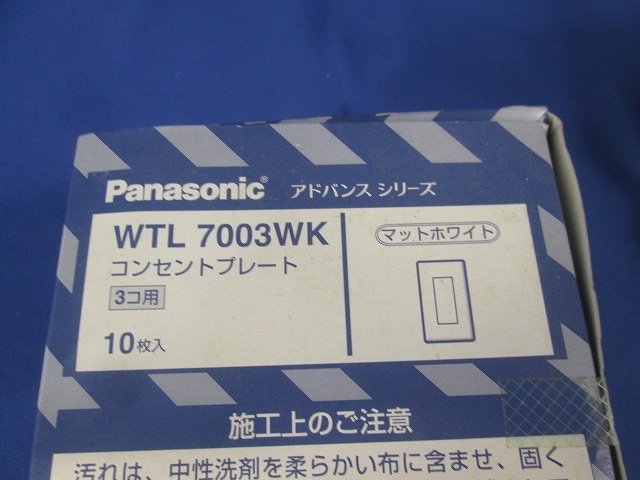 Panasonic® アドバンス シリーズ
WTL 7003WK
コンセントプレート
3コ用
10枚入
マットホワイト
施工上のご注意
汚れは、中性洗剤を柔らかい布に含ませ、固く